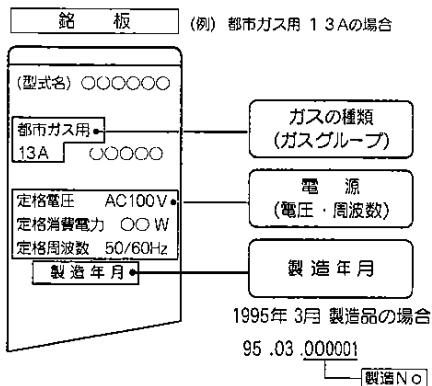 銘板
(例) 都市ガス用 13Aの場合
(型式名) ○○○○○○
都市ガス用
13A ○○○○○
定格電圧 AC100V
定格消費電力 ○○W
定格周波数 50/60Hz
製造年月
ガスの種類
(ガスグループ)
電源
(電圧・周波数)
製造年月
1995年 3月 製造品の場合
95 .03 .000001
製造No